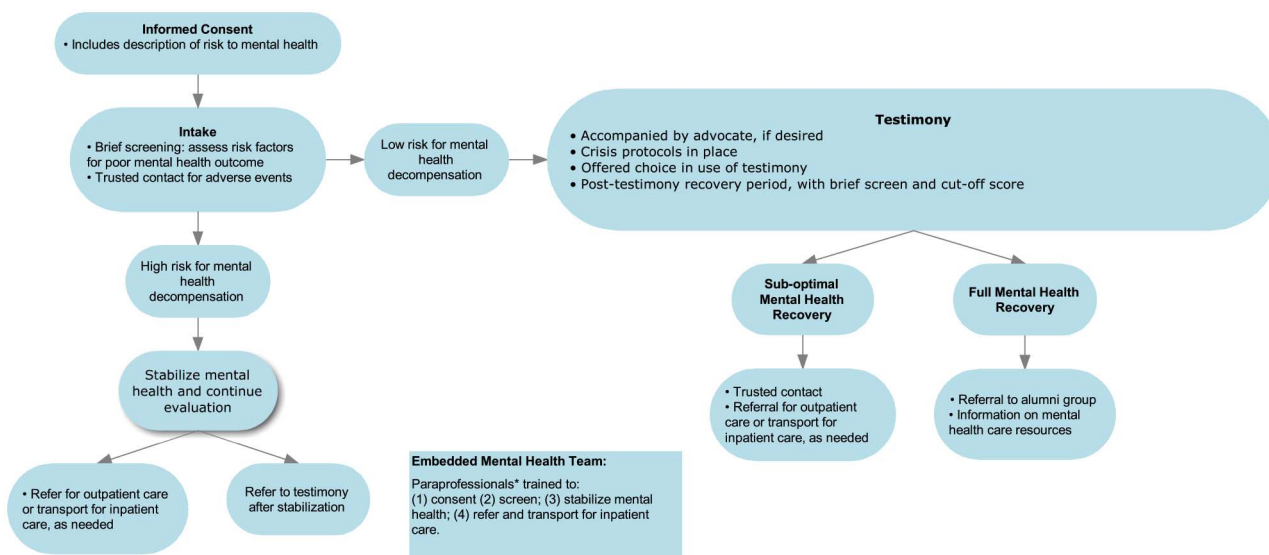 Informed Consent
• Includes description of risk to mental health
Intake
• Brief screening: assess risk factors
for poor mental health outcome
• Trusted contact for adverse events
Low risk for mental
health
decompensation
Testimony
• Accompanied by advocate, if desired
• Crisis protocols in place
• Offered choice in use of testimony
• Post-testimony recovery period, with brief screen and cut-off score
High risk for mental
health
decompensation
Sub-optimal
Mental Health
Recovery
Full Mental Health
Recovery
Stabilize mental
health and continue
evaluation
• Trusted contact
• Referral for outpatient
care or transport for
inpatient care, as needed
• Referral to alumni group
• Information on mental
health care resources
• Refer for outpatient care
or transport for inpatient
care, as needed
Refer to testimony
after stabilization
Embedded Mental Health Team:
Paraprofessionals* trained to:
(1) consent (2) screen; (3) stabilize mental
health; (4) refer and transport for inpatient
care.